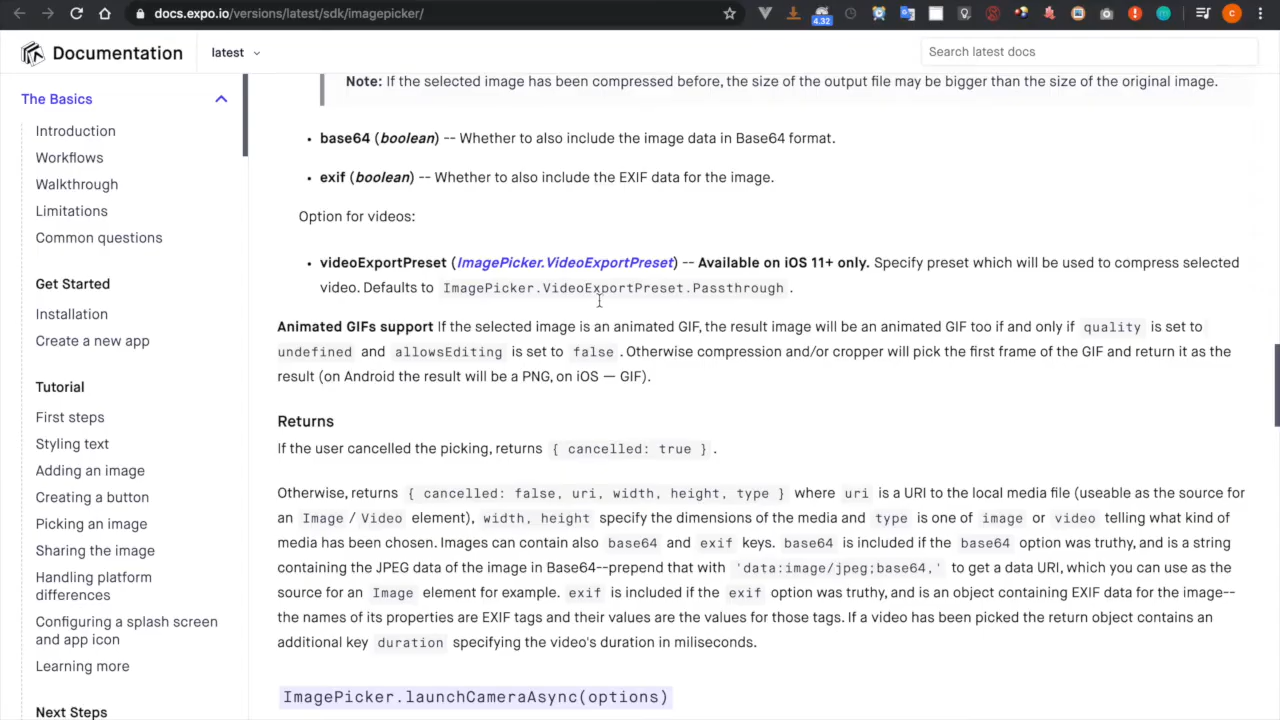 docs.expo.io/versions/latest/sdk/imagepicker/
4.32
C
Documentation
latest
Search latest docs
The Basics
Introduction
Workflows
Walkthrough
Limitations
Common questions
Get Started
Installation
Create a new app
Tutorial
First steps
Styling text
Adding an image
Creating a button
Picking an image
Sharing the image
Handling platform
differences
Configuring a splash screen
and app icon
Learning more
Next Steps
Note: If the selected image has been compressed before, the size of the output file may be bigger than the size of the original image.
• base64 (boolean) -- Whether to also include the image data in Base64 format.
• exif (boolean) -- Whether to also include the EXIF data for the image.
Option for videos:
• videoExportPreset (ImagePicker.VideoExportPreset) -- Available on iOS 11+ only. Specify preset which will be used to compress selected
video. Defaults to ImagePicker.VideoExportPreset.Passthrough .
Animated GIFs support If the selected image is an animated GIF, the result image will be an animated GIF too if and only if quality is set to
undefined and allowsEditing is set to false . Otherwise compression and/or cropper will pick the first frame of the GIF and return it as the
result (on Android the result will be a PNG, on iOS — GIF).
Returns
If the user cancelled the picking, returns { cancelled: true } .
Otherwise, returns { cancelled: false, uri, width, height, type } where uri is a URI to the local media file (useable as the source for
an Image / Video element), width, height specify the dimensions of the media and type is one of image or video telling what kind of
media has been chosen. Images can contain also base64 and exif keys. base64 is included if the base64 option was truthy, and is a string
containing the JPEG data of the image in Base64--prepend that with 'data:image/jpeg;base64,' to get a data URI, which you can use as the
source for an Image element for example. exif is included if the exif option was truthy, and is an object containing EXIF data for the image--
the names of its properties are EXIF tags and their values are the values for those tags. If a video has been picked the return object contains an
additional key duration specifying the video's duration in miliseconds.
ImagePicker.launchCameraAsync(options)